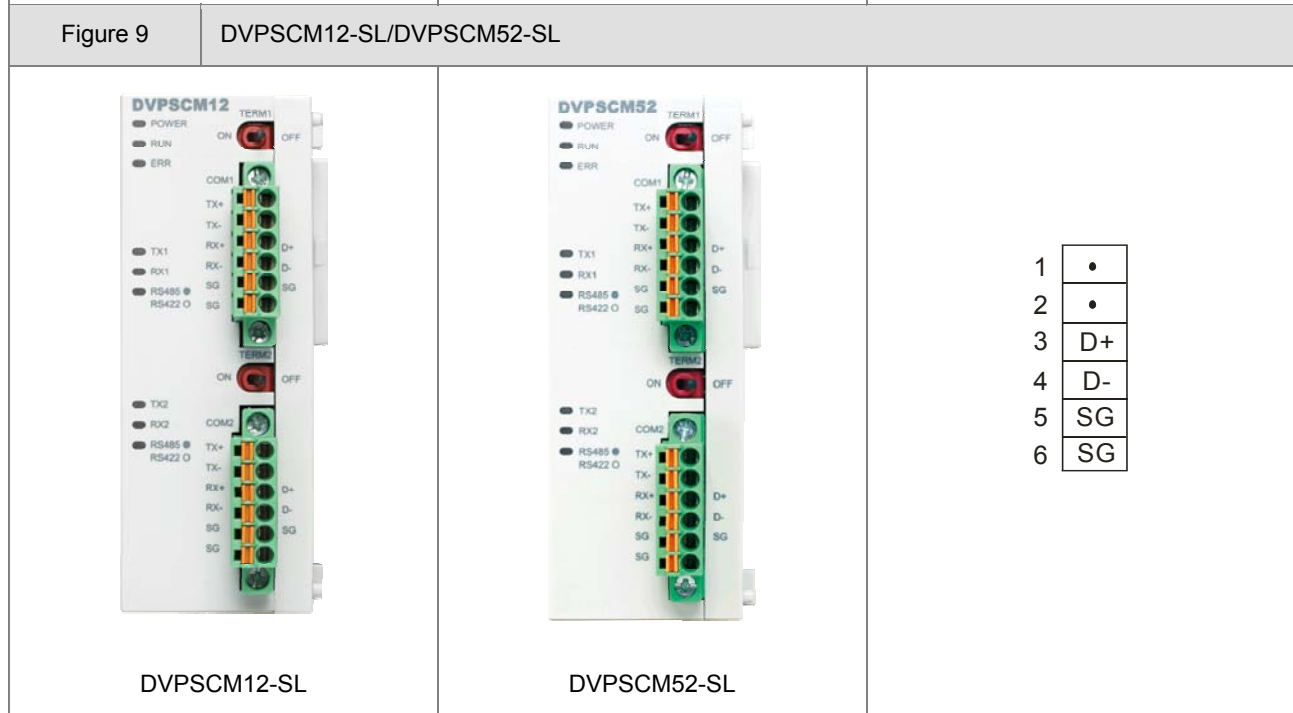 Figure 9 DVPSCM12-SL/DVPSCM52-SL
DVPSCM12
TERM1
POWER
ON OFF
RUN
ERR
COM1
TX+
TX-
TX1 RX+ D+
RX1 RX- D-
RS485 SG SG
RS422 SG
TERM2
ON OFF
TX2
RX2 COM2
RS485 TX+
RS422 TX-
RX+ D+
RX- D-
SG SG
SG
DVPSCM12-SL
DVPSCM52
TERM1
POWER
ON OFF
RUN
ERR
COM1
TX+
TX-
TX1 RX+ D+
RX1 RX- D-
RS485 SG SG
RS422 SG
TERM2
ON OFF
TX2
RX2 COM2
RS485 TX+
RS422 TX-
RX+ D+
RX- D-
SG SG
SG
DVPSCM52-SL
1 •
2 •
3 D+
4 D-
5 SG
6 SG